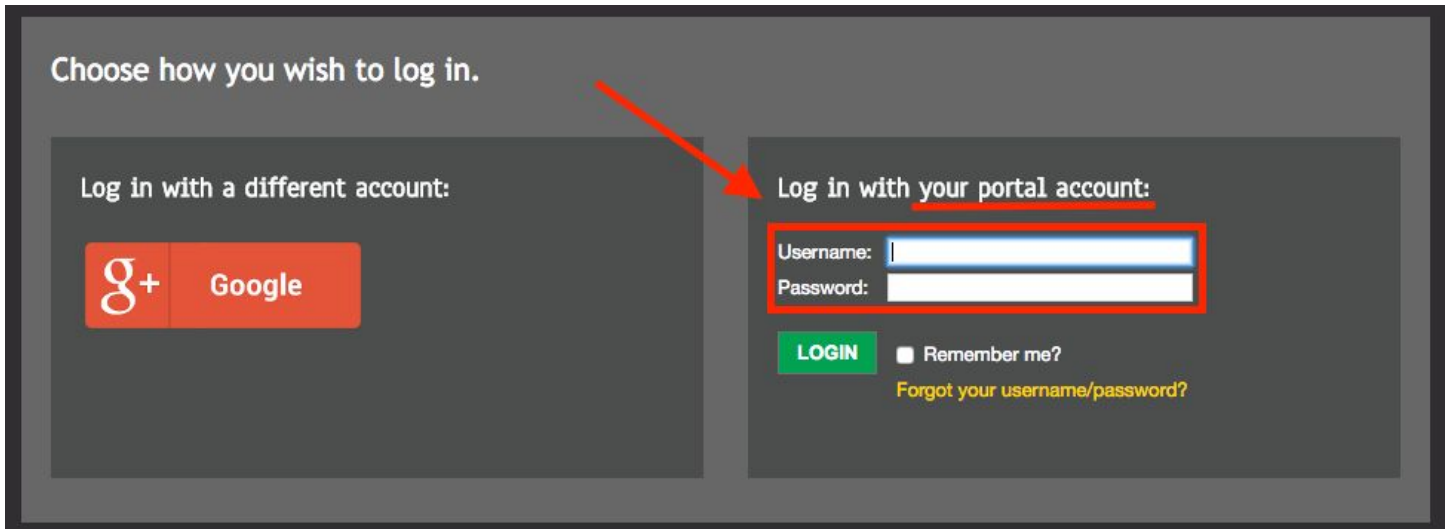 Choose how you wish to log in.
Log in with a different account:
g+ Google
Log in with your portal account:
Username:
Password:
LOGIN Remember me?
Forgot your username/password?